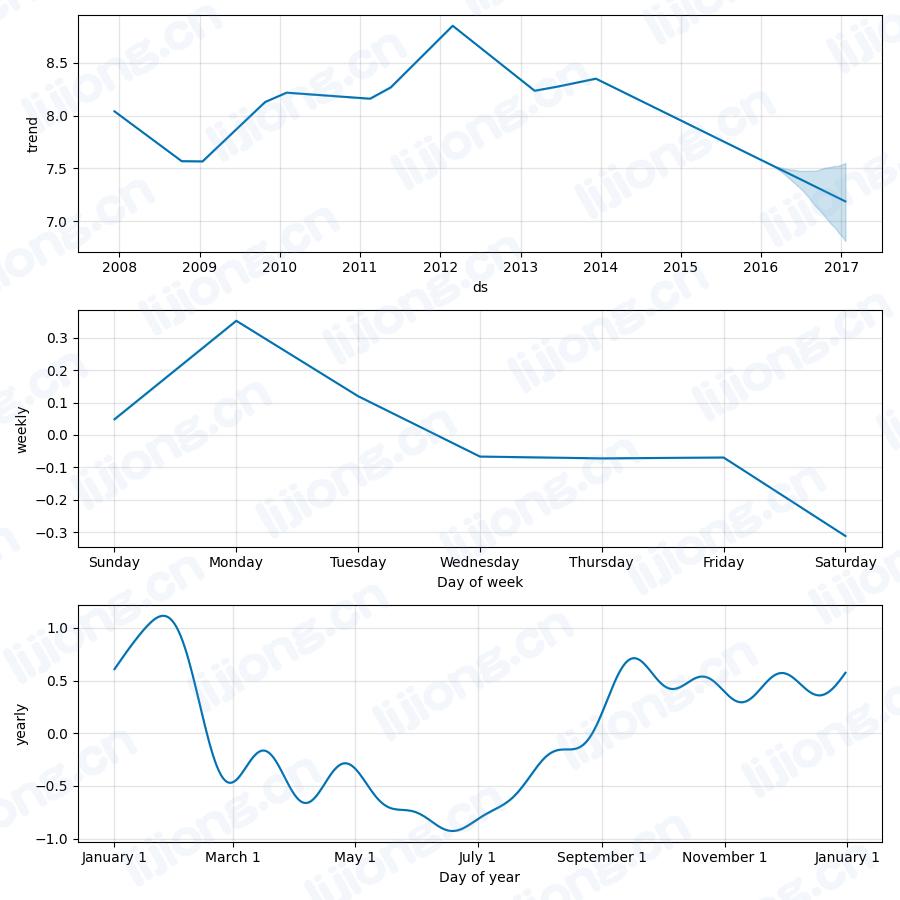 8.5
8.0
7.5
7.0
trend
2008 2009 2010 2011 2012 2013 2014 2015 2016 2017
ds
0.3
0.2
0.1
0.0
−0.1
−0.2
−0.3
weekly
Sunday Monday Tuesday Wednesday Thursday Friday Saturday
Day of week
1.0
0.5
0.0
−0.5
−1.0
yearly
January 1 March 1 May 1 July 1 September 1 November 1 January 1
Day of year
lijiong.cn